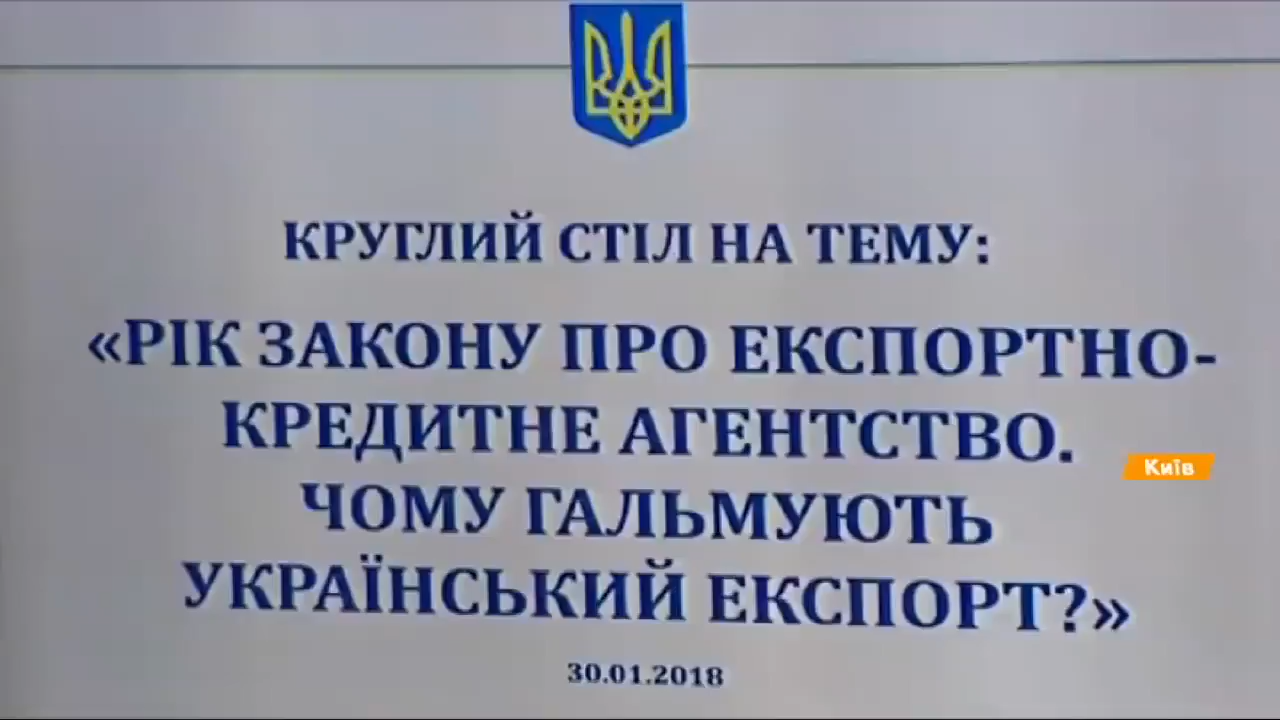 КРУГЛИЙ СТІЛ НА ТЕМУ:
«РІК ЗАКОНУ ПРО ЕКСПОРТНО-
КРЕДИТНЕ АГЕНТСТВО.
Київ
ЧОМУ ГАЛЬМУЮТЬ
УКРАЇНСЬКИЙ ЕКСПОРТ?»
30.01.2018